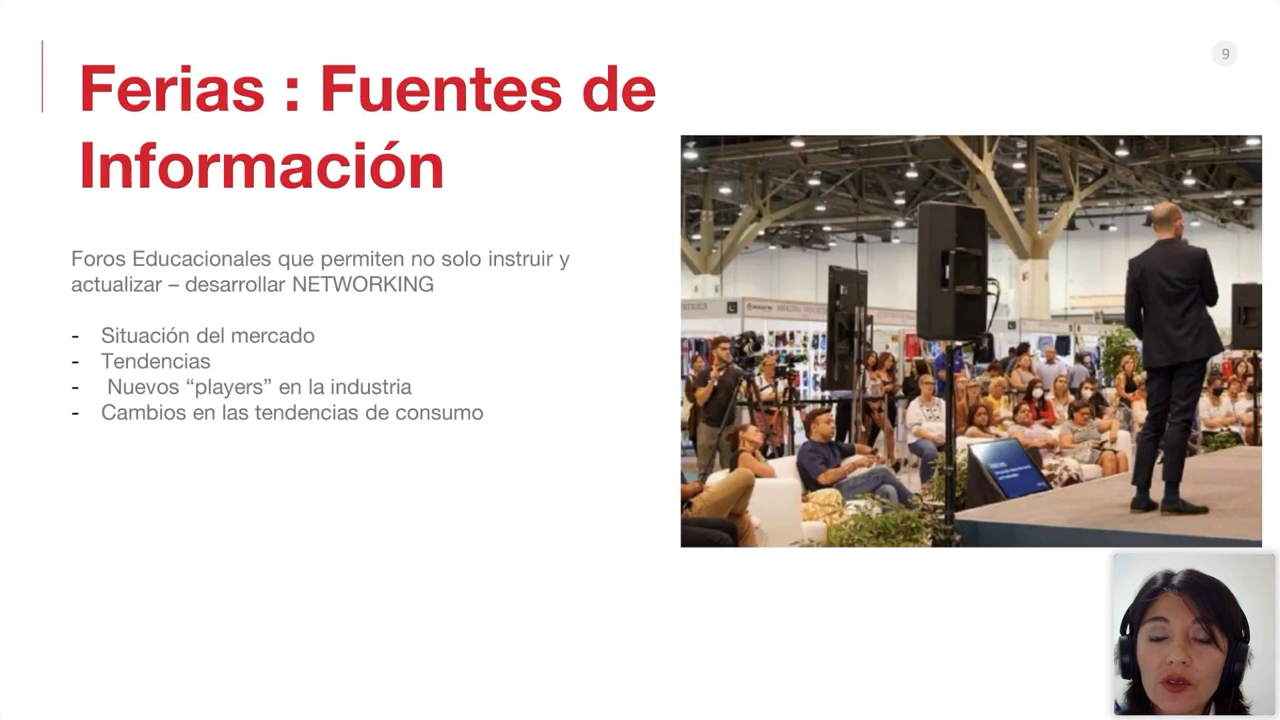 9
Ferias : Fuentes de
Información
Foros Educacionales que permiten no solo instruir y
actualizar – desarrollar NETWORKING
- Situación del mercado
- Tendencias
- Nuevos “players” en la industria
- Cambios en las tendencias de consumo